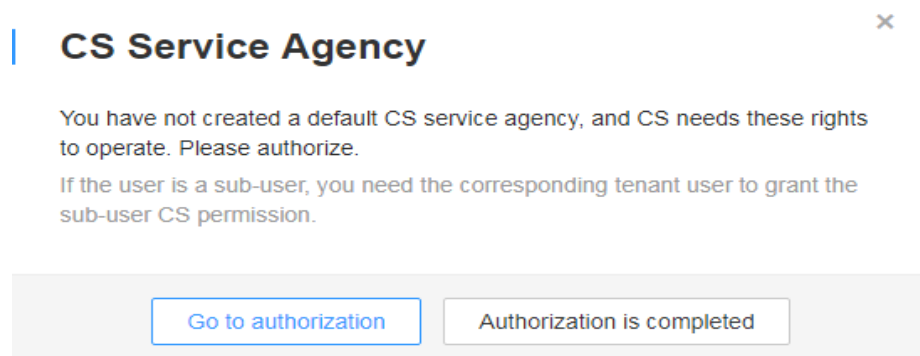 CS Service Agency
You have not created a default CS service agency, and CS needs these rights
to operate. Please authorize.
If the user is a sub-user, you need the corresponding tenant user to grant the
sub-user CS permission.
Go to authorization
Authorization is completed